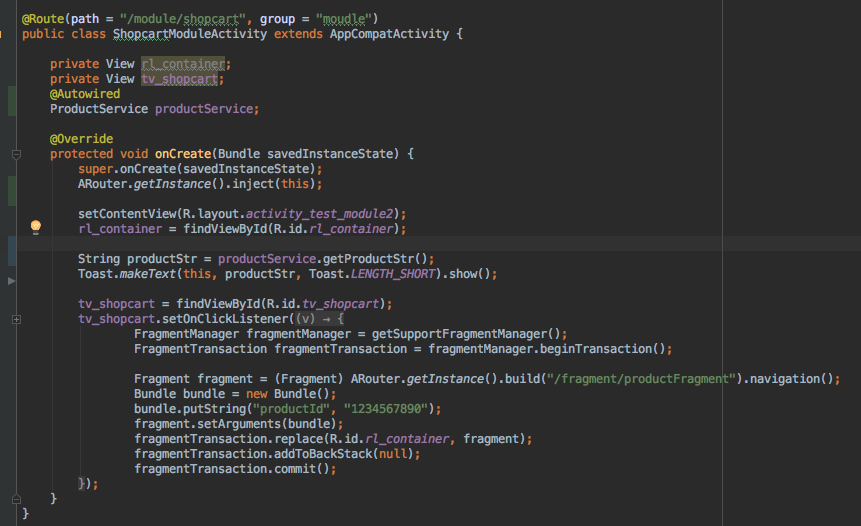 @Route(path = "/module/shopcart", group = "moudle")
public class ShopcartModuleActivity extends AppCompatActivity {
private View rl_container;
private View tv_shopcart;
@Autowired
ProductService productService;
@Override
protected void onCreate(Bundle savedInstanceState) {
super.onCreate(savedInstanceState);
ARouter.getInstance().inject(this);
setContentView(R.layout.activity_test_module2);
rl_container = findViewById(R.id.rl_container);
String productStr = productService.getProductStr();
Toast.makeText(this, productStr, Toast.LENGTH_SHORT).show();
tv_shopcart = findViewById(R.id.tv_shopcart);
tv_shopcart.setOnClickListener((v) → {
FragmentManager fragmentManager = getSupportFragmentManager();
FragmentTransaction fragmentTransaction = fragmentManager.beginTransaction();
Fragment fragment = (Fragment) ARouter.getInstance().build("/fragment/productFragment").navigation();
Bundle bundle = new Bundle();
bundle.putString("productId", "1234567890");
fragment.setArguments(bundle);
fragmentTransaction.replace(R.id.rl_container, fragment);
fragmentTransaction.addToBackStack(null);
fragmentTransaction.commit();
});
}
}